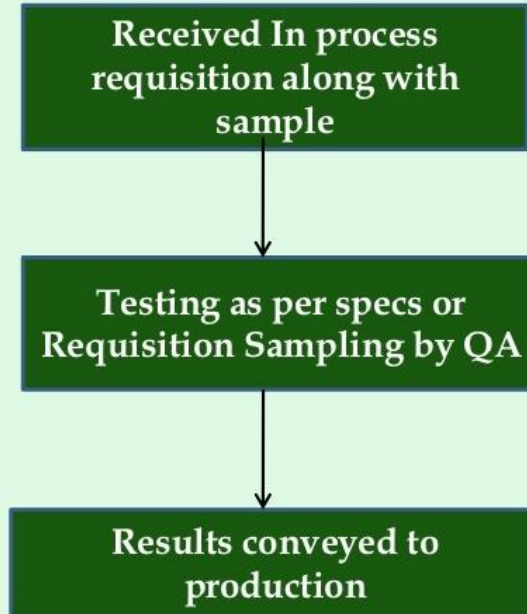 Received In process
requisition along with
sample
Testing as per specs or
Requisition Sampling by QA
Results conveyed to
production